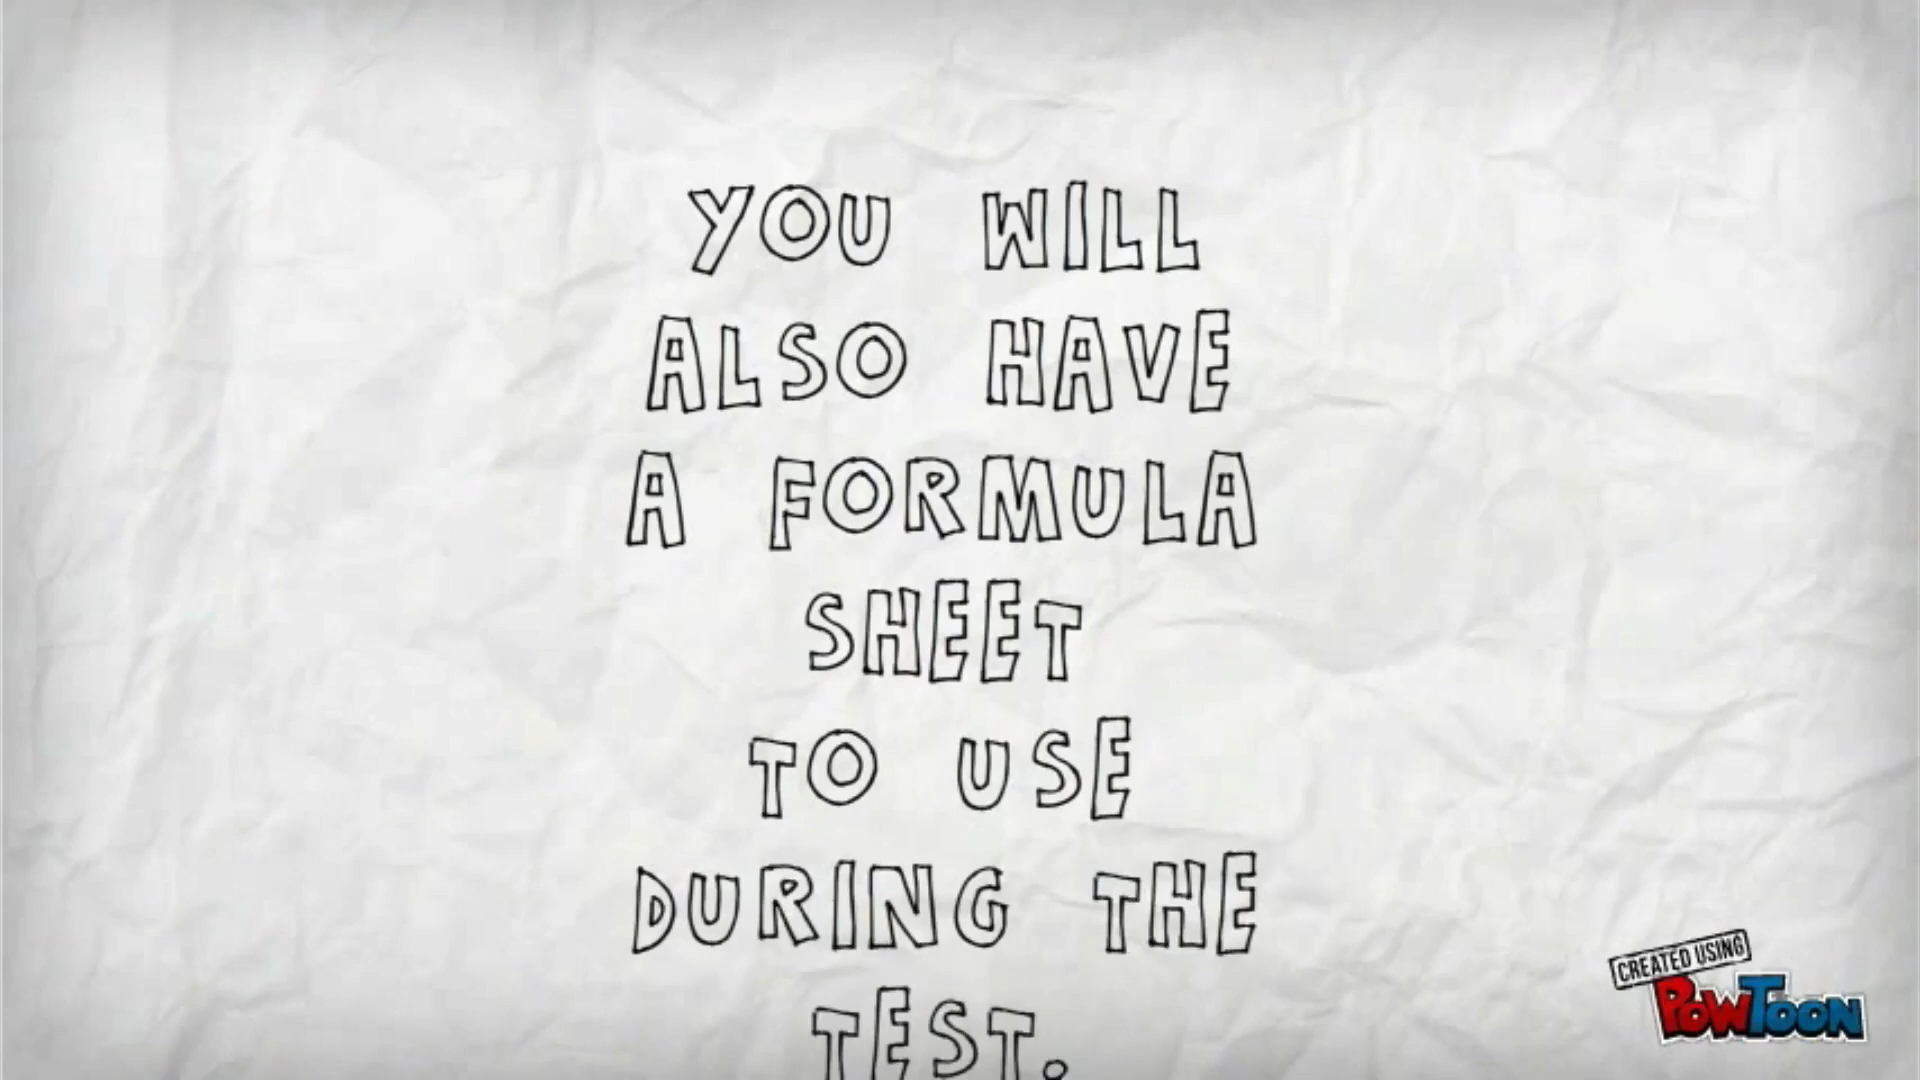 YOU WILL
ALSO HAVE
A FORMULA
SHEET
TO USE
DURING THE
TEST.
CREATED USING
POWTOON